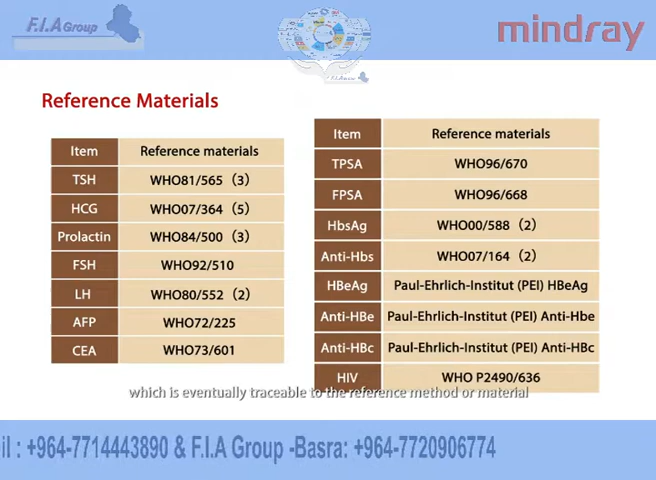 F.I.A Group
mindray
F.I.A Group
Reference Materials
Item Reference materials
TSH WHO81/565 (3)
HCG WHO07/364 (5)
Prolactin WHO84/500 (3)
FSH WHO92/510
LH WHO80/552 (2)
AFP WHO72/225
CEA WHO73/601
Item Reference materials
TPSA WHO96/670
FPSA WHO96/668
HbsAg WHO00/588 (2)
Anti-Hbs WHO07/164 (2)
HBeAg Paul-Ehrlich-Institut (PEI) HBeAg
Anti-HBe Paul-Ehrlich-Institut (PEI) Anti-Hbe
Anti-HBc Paul-Ehrlich-Institut (PEI) Anti-HBc
HIV WHO P2490/636
which is eventually traceable to the reference method or material
il : +964-7714443890 & F.I.A Group -Basra: +964-7720906774